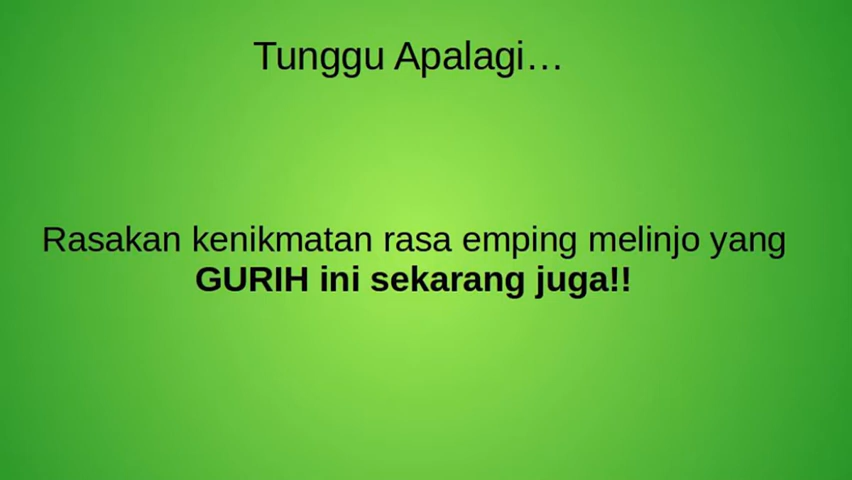 Tunggu Apalagi…
Rasakan kenikmatan rasa emping melinjo yang
GURIH ini sekarang juga!!